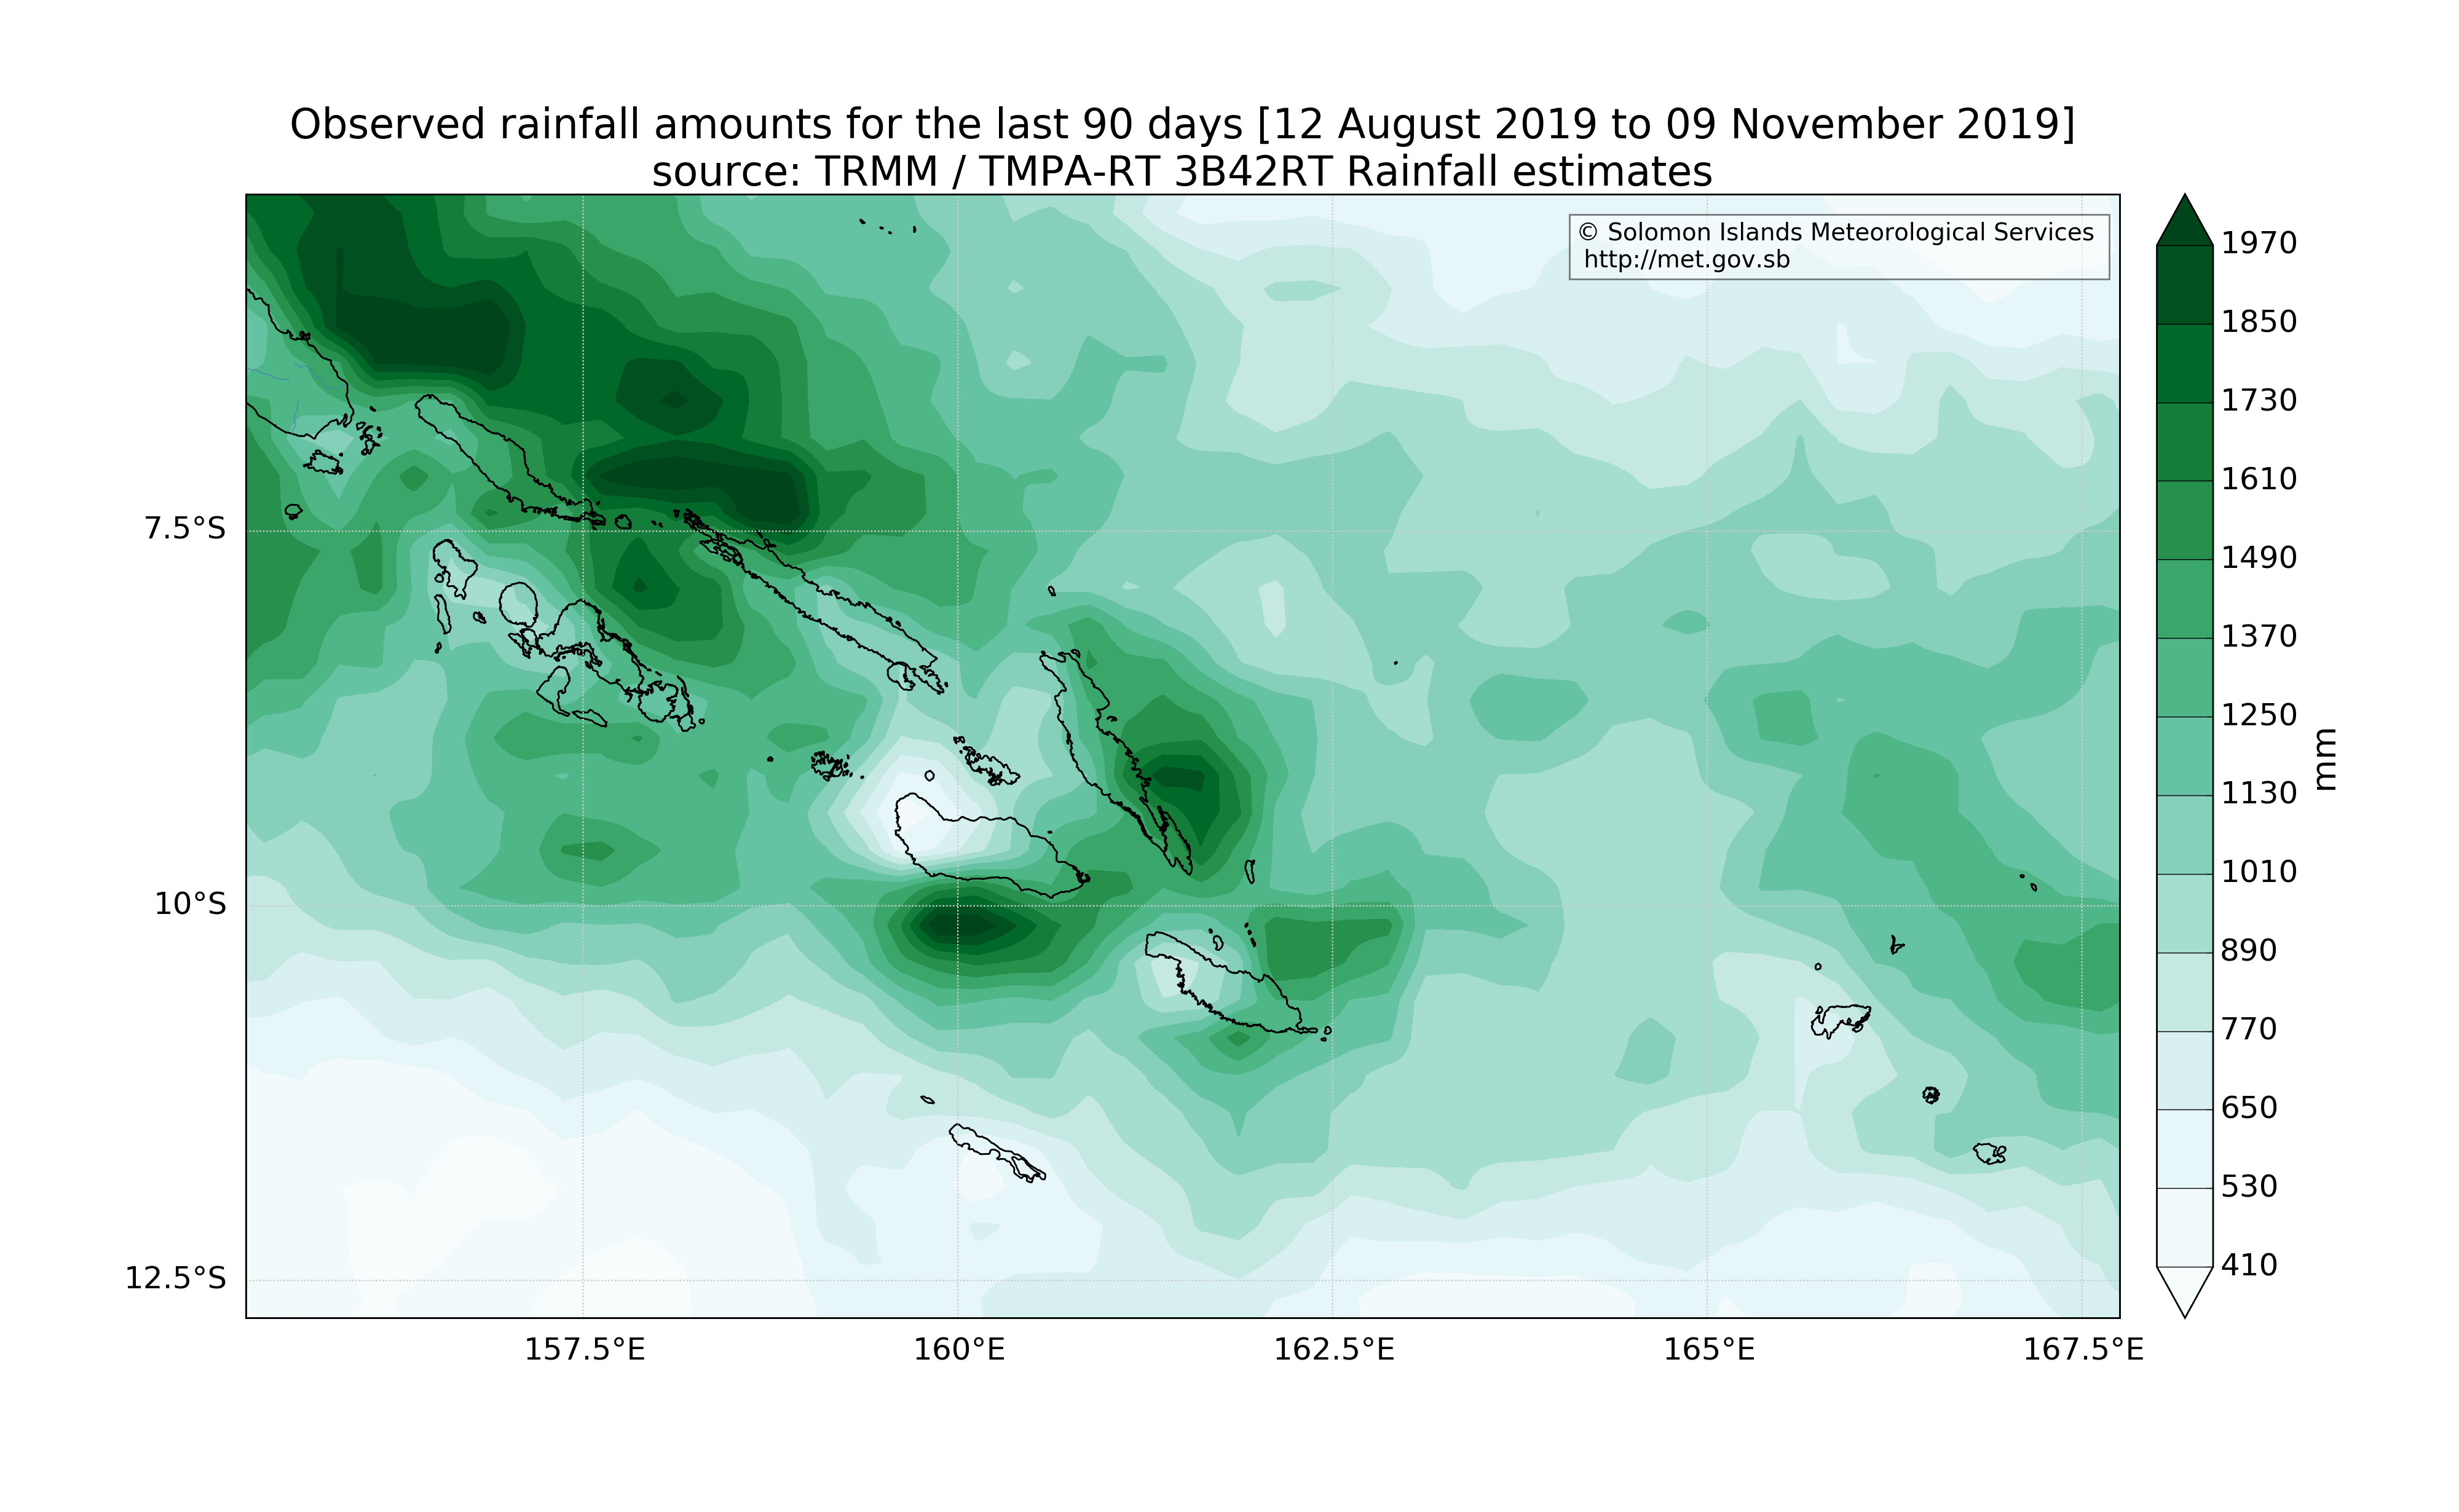 Observed rainfall amounts for the last 90 days [12 August 2019 to 09 November 2019]
source: TRMM / TMPA-RT 3B42RT Rainfall estimates
© Solomon Islands Meteorological Services
http://met.gov.sb
7.5°S
10°S
12.5°S
157.5°E
160°E
162.5°E
165°E
167.5°E
1970
1850
1730
1610
1490
1370
1250
1130
1010
890
770
650
530
410
mm